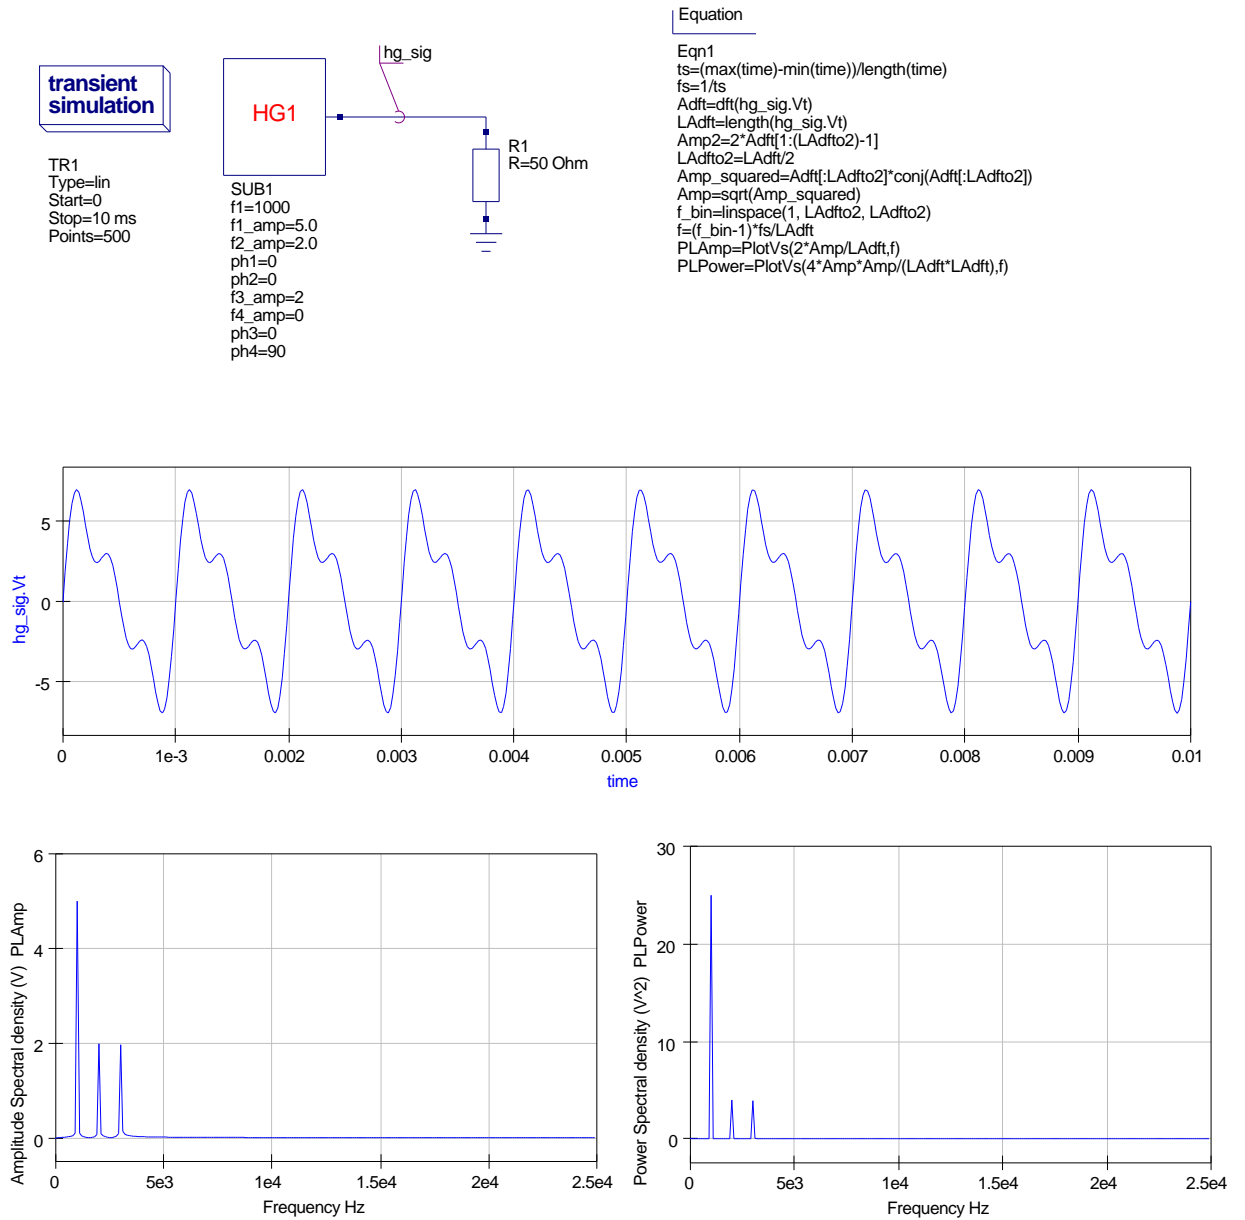 transient
simulation
TR1
Type=lin
Start=0
Stop=10 ms
Points=500
HG1
SUB1
f1=1000
f1_amp=5.0
f2_amp=2.0
ph1=0
ph2=0
f3_amp=2
f4_amp=0
ph3=0
ph4=90
hg_sig
R1
R=50 Ohm
Equation
Eqn1
ts=(max(time)-min(time))/length(time)
fs=1/ts
Adft=dft(hg_sig.Vt)
LAdft=length(hg_sig.Vt)
Amp2=2*Adft[1:(LAdfto2)-1]
LAdfto2=LAdft/2
Amp_squared=Adft[:LAdfto2]*conj(Adft[:LAdfto2])
Amp=sqrt(Amp_squared)
f_bin=linspace(1, LAdfto2, LAdfto2)
f=(f_bin-1)*fs/LAdft
PLAmp=PlotVs(2*Amp/LAdft,f)
PLPower=PlotVs(4*Amp*Amp/(LAdft*LAdft),f)
hg_sig.Vt
5
0
-5
0 1e-3 0.002 0.003 0.004 0.005 0.006 0.007 0.008 0.009 0.01
time
Amplitude Spectral density (V) PLAmp
6
4
2
0
0 5e3 1e4 1.5e4 2e4 2.5e4
Frequency Hz
Power Spectral density (V^2) PLPower
30
20
10
0
0 5e3 1e4 1.5e4 2e4 2.5e4
Frequency Hz